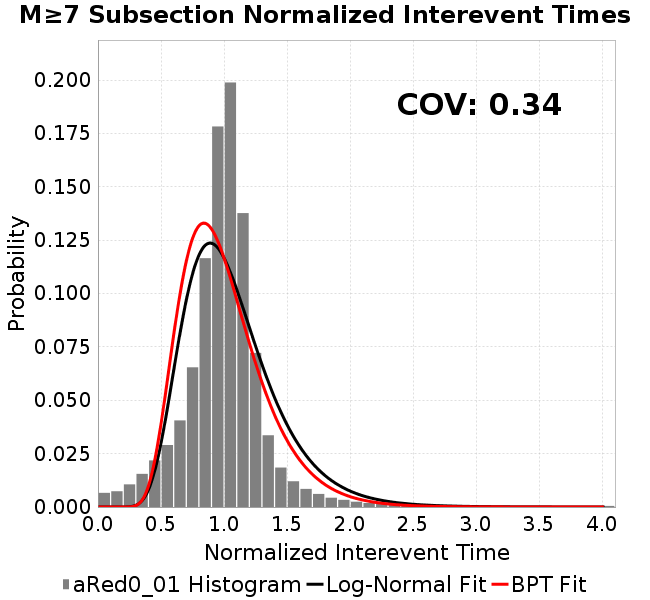 M≥7 Subsection Normalized Interevent Times
COV: 0.34
Probability
0.200
0.175
0.150
0.125
0.100
0.075
0.050
0.025
0.000
0.0 0.5 1.0 1.5 2.0 2.5 3.0 3.5 4.0
Normalized Interevent Time
aRed0_01 Histogram Log-Normal Fit BPT Fit